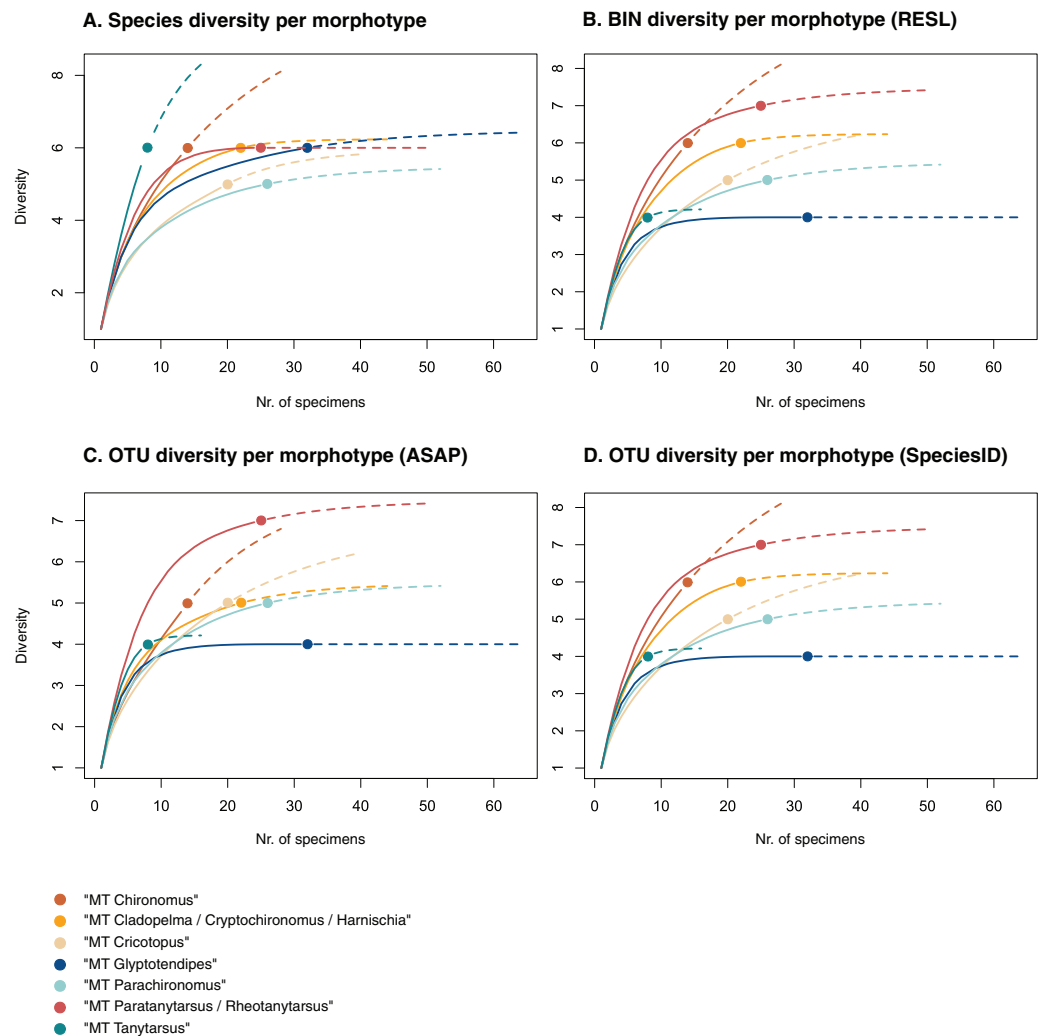 A. Species diversity per morphotype
Diversity
8
6
4
2
0 10 20 30 40 50 60
Nr. of specimens
B. BIN diversity per morphotype (RESL)
8
7
6
5
4
3
2
1
0 10 20 30 40 50 60
Nr. of specimens
C. OTU diversity per morphotype (ASAP)
Diversity
7
6
5
4
3
2
1
0 10 20 30 40 50 60
Nr. of specimens
D. OTU diversity per morphotype (SpeciesID)
8
7
6
5
4
3
2
1
0 10 20 30 40 50 60
Nr. of specimens
"MT Chironomus"
"MT Cladopelma / Cryptochironomus / Harnischia"
"MT Cricotopus"
"MT Glyptotendipes"
"MT Parachironomus"
"MT Paratanytarsus / Rheotanytarsus"
"MT Tanytarsus"